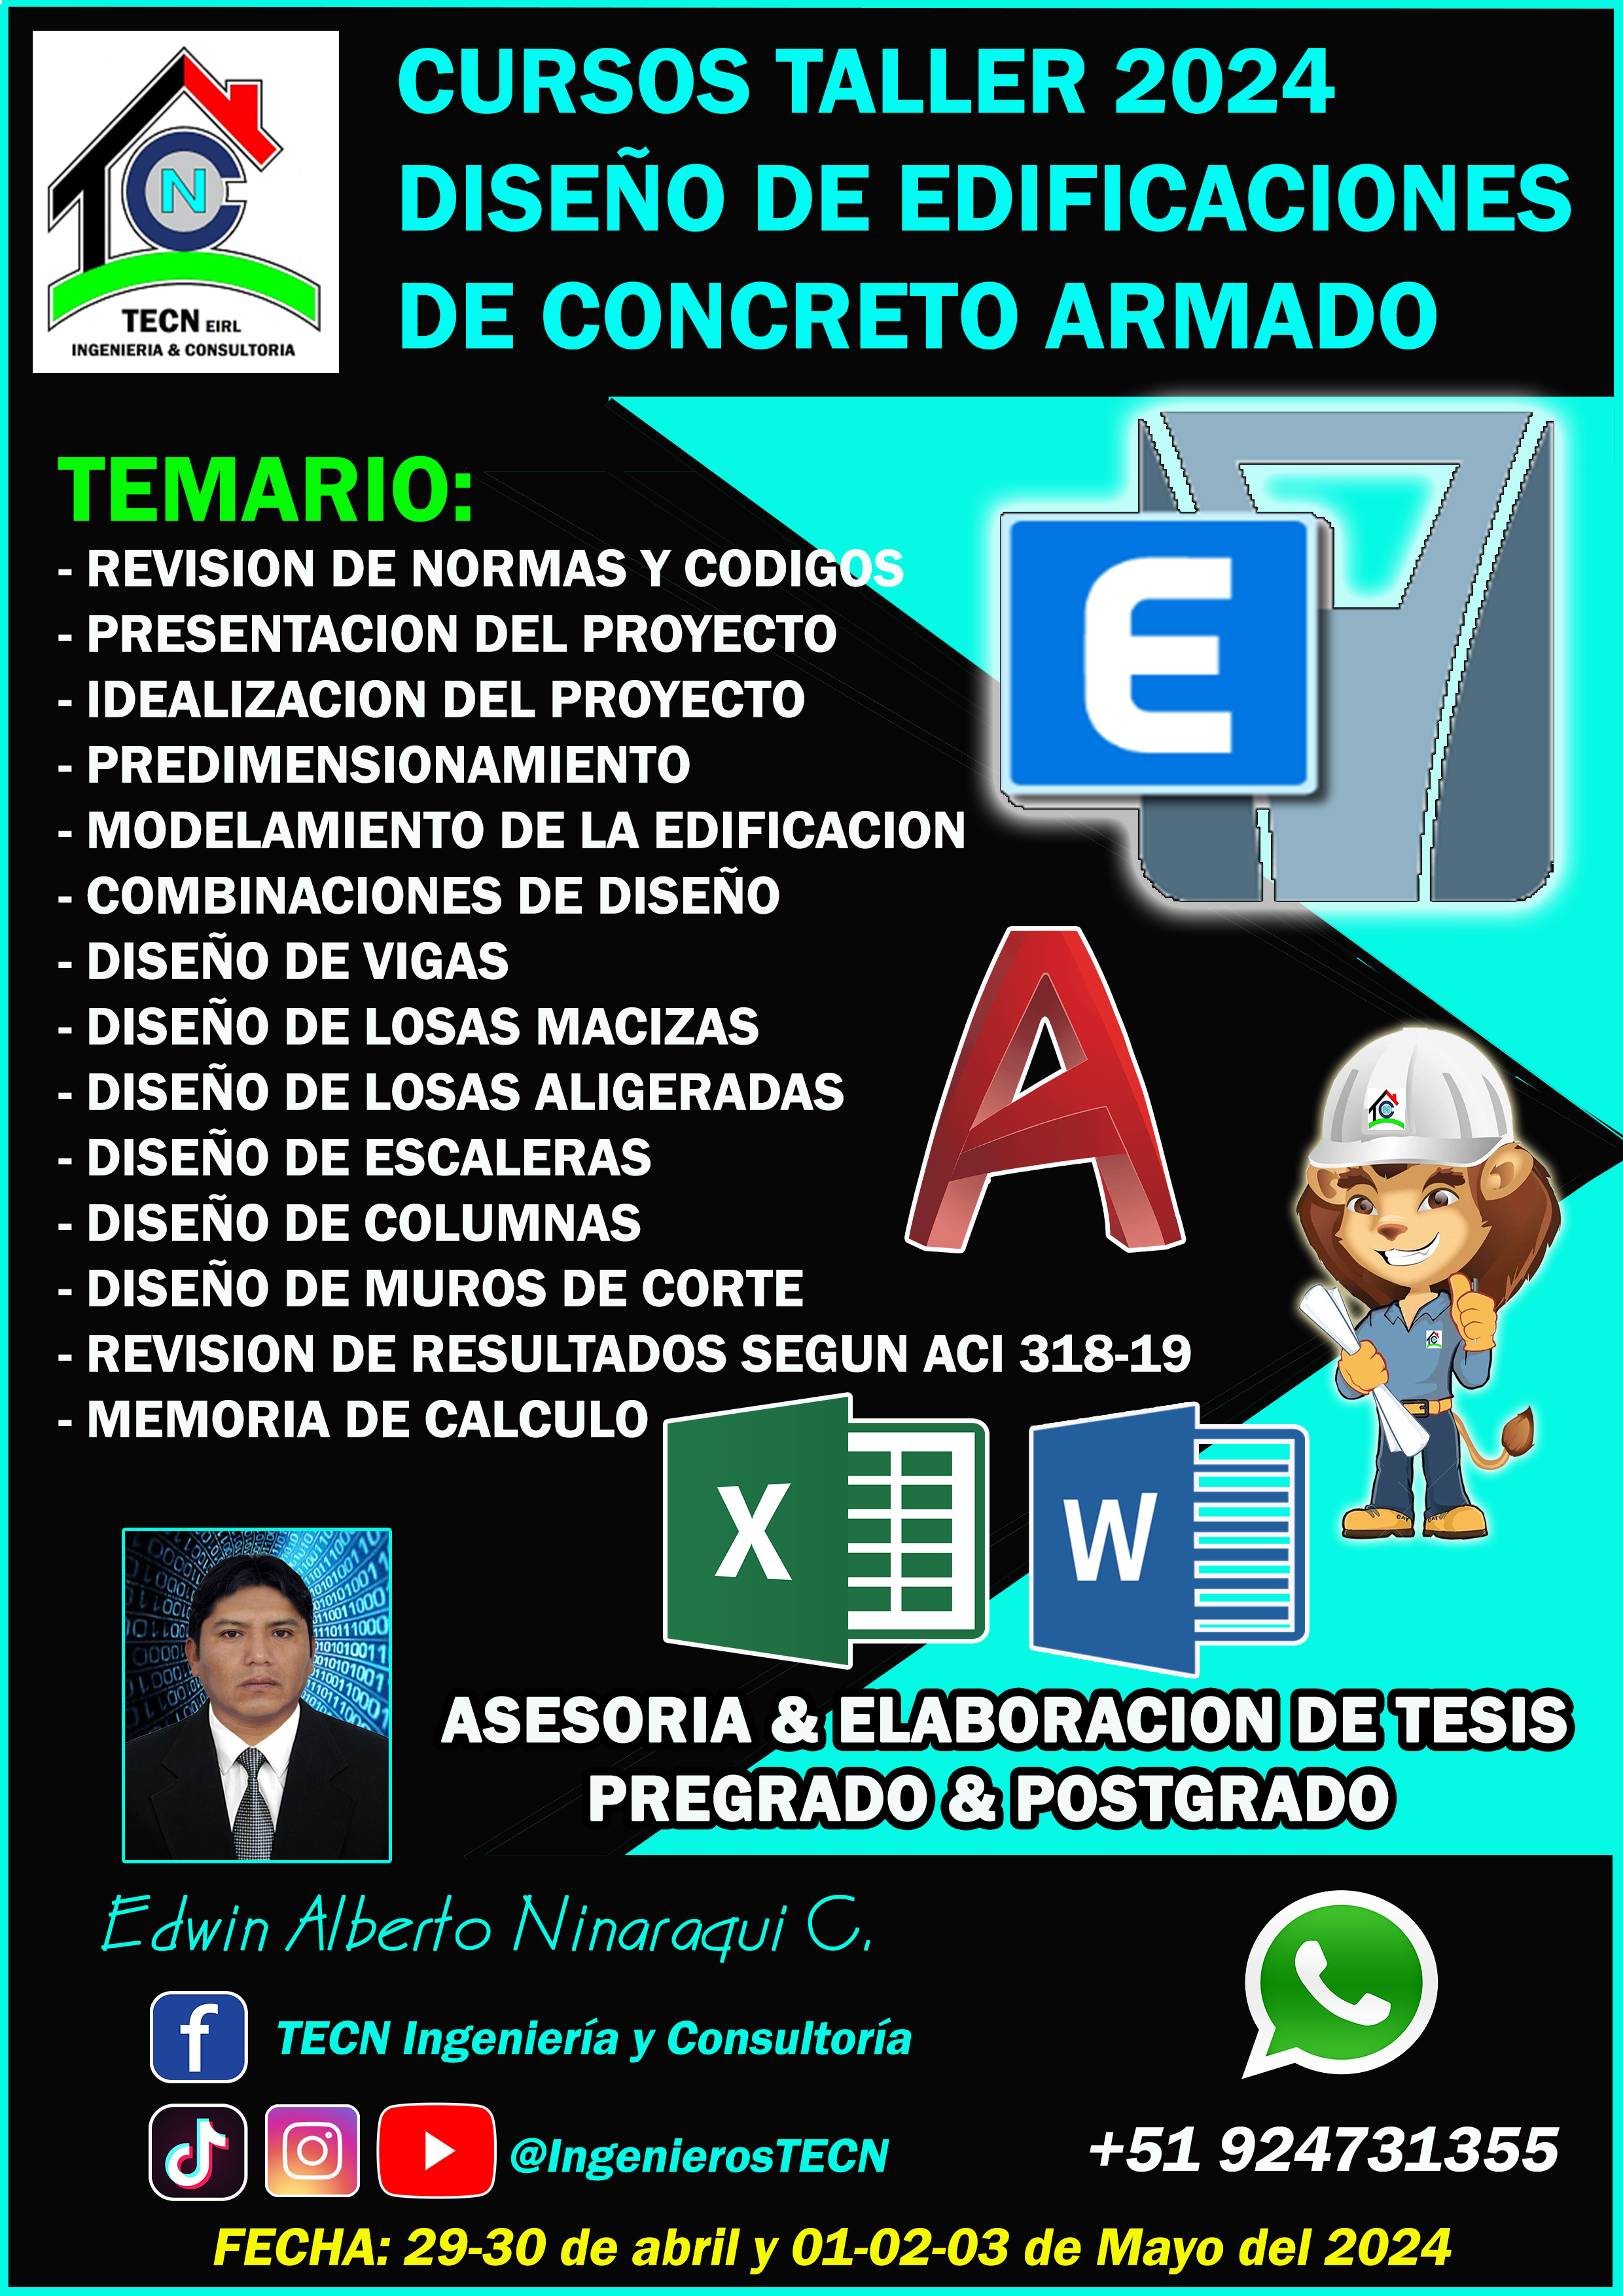 CURSOS TALLER 2024
DISEÑO DE EDIFICACIONES
DE CONCRETO ARMADO
TCN
TECN EIRL
INGENIERIA & CONSULTORIA
TEMARIO:
- REVISION DE NORMAS Y CODIGOS
- PRESENTACION DEL PROYECTO
- IDEALIZACION DEL PROYECTO
- PREDIMENSIONAMIENTO
- MODELAMIENTO DE LA EDIFICACION
- COMBINACIONES DE DISEÑO
- DISEÑO DE VIGAS
- DISEÑO DE LOSAS MACIZAS
- DISEÑO DE LOSAS ALIGERADAS
- DISEÑO DE ESCALERAS
- DISEÑO DE COLUMNAS
- DISEÑO DE MUROS DE CORTE
- REVISION DE RESULTADOS SEGUN ACI 318-19
- MEMORIA DE CALCULO
E
A
X
W
ASESORIA & ELABORACION DE TESIS
PREGRADO & POSTGRADO
Edwin Alberto Ninaraqui C.
f TECN Ingeniería y Consultoría
@IngenierosTECN
+51 924731355
FECHA: 29-30 de abril y 01-02-03 de Mayo del 2024